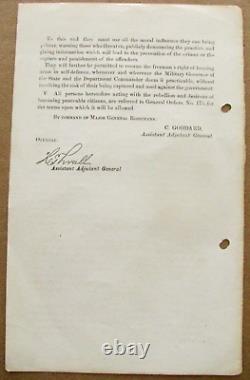 To this end they must use all the moral influence they can bring
warning those wherefrom, publicly denouncing the practice, and
giving information which will lead to the prevention of the crimes or the
capture and punishment of the offenders.
They will further be permitted to exercise the freeman's right of bearing
arms in self-defence, whenever and wherever the Military Governor of
the State and the Department Commander deem it practicable, without
incurring the risk of their being captured and used against the government.
V. All persons heretofore acting with the rebellion and desirous of
becoming peaceable citizens, are referred to General Orders, No. 175, for
the terms upon which it will be allowed.
BY COMMAND OF MAJOR GENERAL ROSECRANS:
C. GODDARD,
Assistant Adjutant General
OFFICIAL:
Assistant Adjutant General